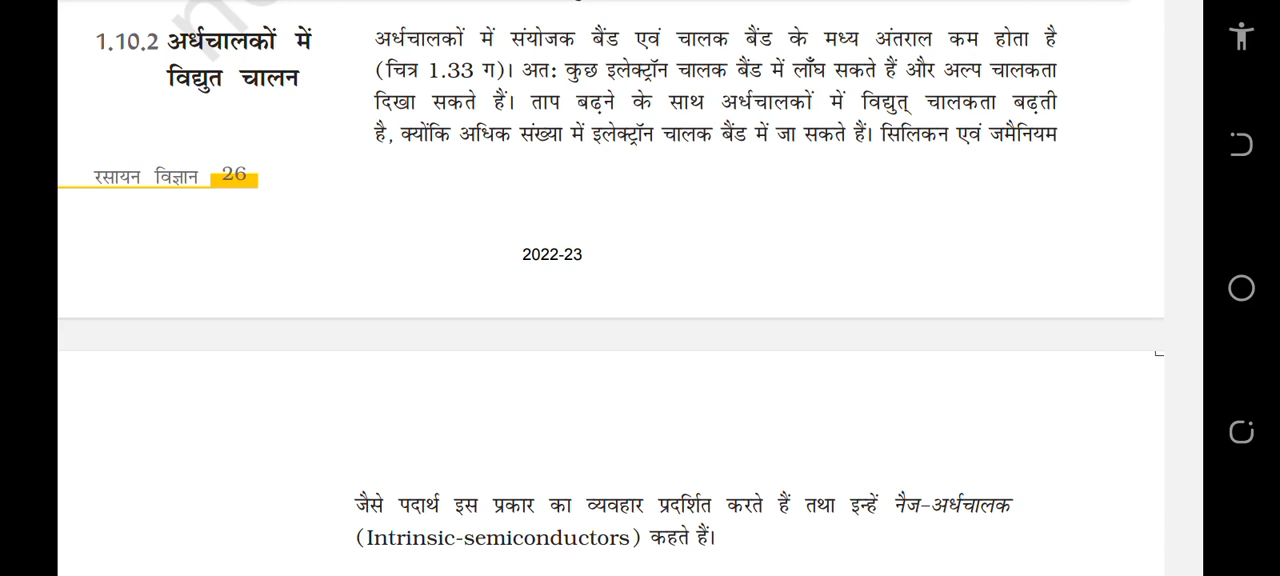 1.10.2 अर्धचालकों में
विद्युत चालन
अर्धचालकों में संयोजक बैंड एवं चालक बैंड के मध्य अंतराल कम होता है
(चित्र 1.33 ग)। अत: कुछ इलेक्ट्रॉन चालक बैंड में लाँघ सकते हैं और अल्प चालकता
दिखा सकते हैं। ताप बढ़ने के साथ अर्धचालकों में विद्युत् चालकता बढ़ती
है, क्योंकि अधिक संख्या में इलेक्ट्रॉन चालक बैंड में जा सकते हैं। सिलिकन एवं जमैनियम
रसायन विज्ञान 26
2022-23
जैसे पदार्थ इस प्रकार का व्यवहार प्रदर्शित करते हैं तथा इन्हें नैज-अर्धचालक
(Intrinsic-semiconductors) कहते हैं।